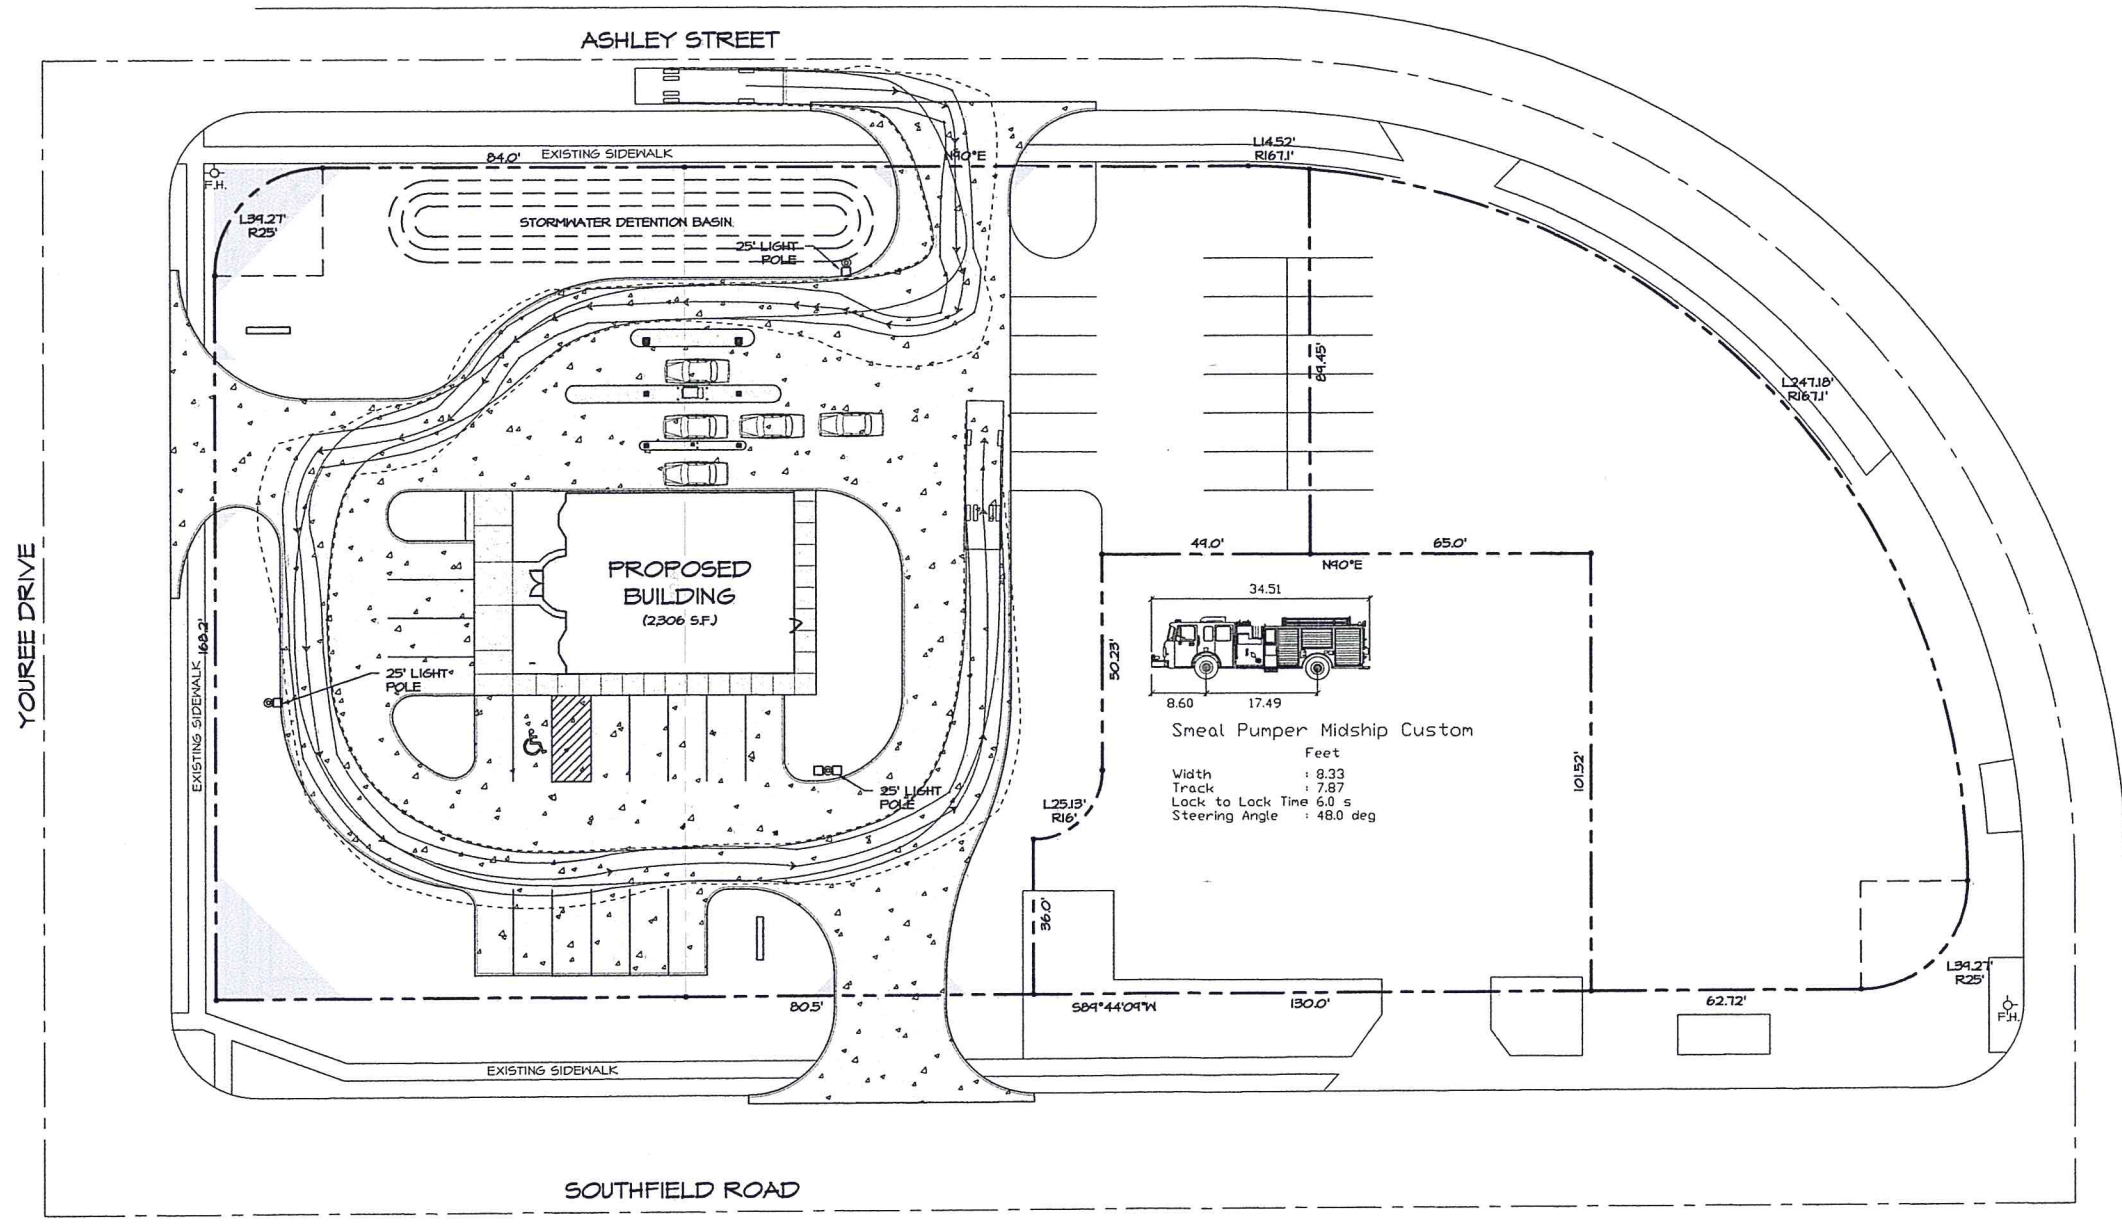 ASHLEY STREET
84.0'
EXISTING SIDEWALK
N90°E
L14.52'
R167.1'
F.H.
L39.27'
R25'
STORMWATER DETENTION BASIN
25' LIGHT
POLE
89.45'
L247.18'
R167.1'
YOUREE DRIVE
168.2'
EXISTING SIDEWALK
PROPOSED
BUILDING
(2,306 S.F.)
49.0'
65.0'
N90°E
34.51
8.60
17.49
50.23'
25' LIGHT
POLE
Smeal Pumper Midship Custom
Feet
Width : 8.33
Track : 7.87
Lock to Lock Time 6.0 s
Steering Angle : 48.0 deg
101.52'
25' LIGHT
POLE
L25.13'
R16'
36.0'
L39.27'
R25'
80.5'
S89°44'09"W
130.0'
62.72'
F.H.
EXISTING SIDEWALK
SOUTHFIELD ROAD